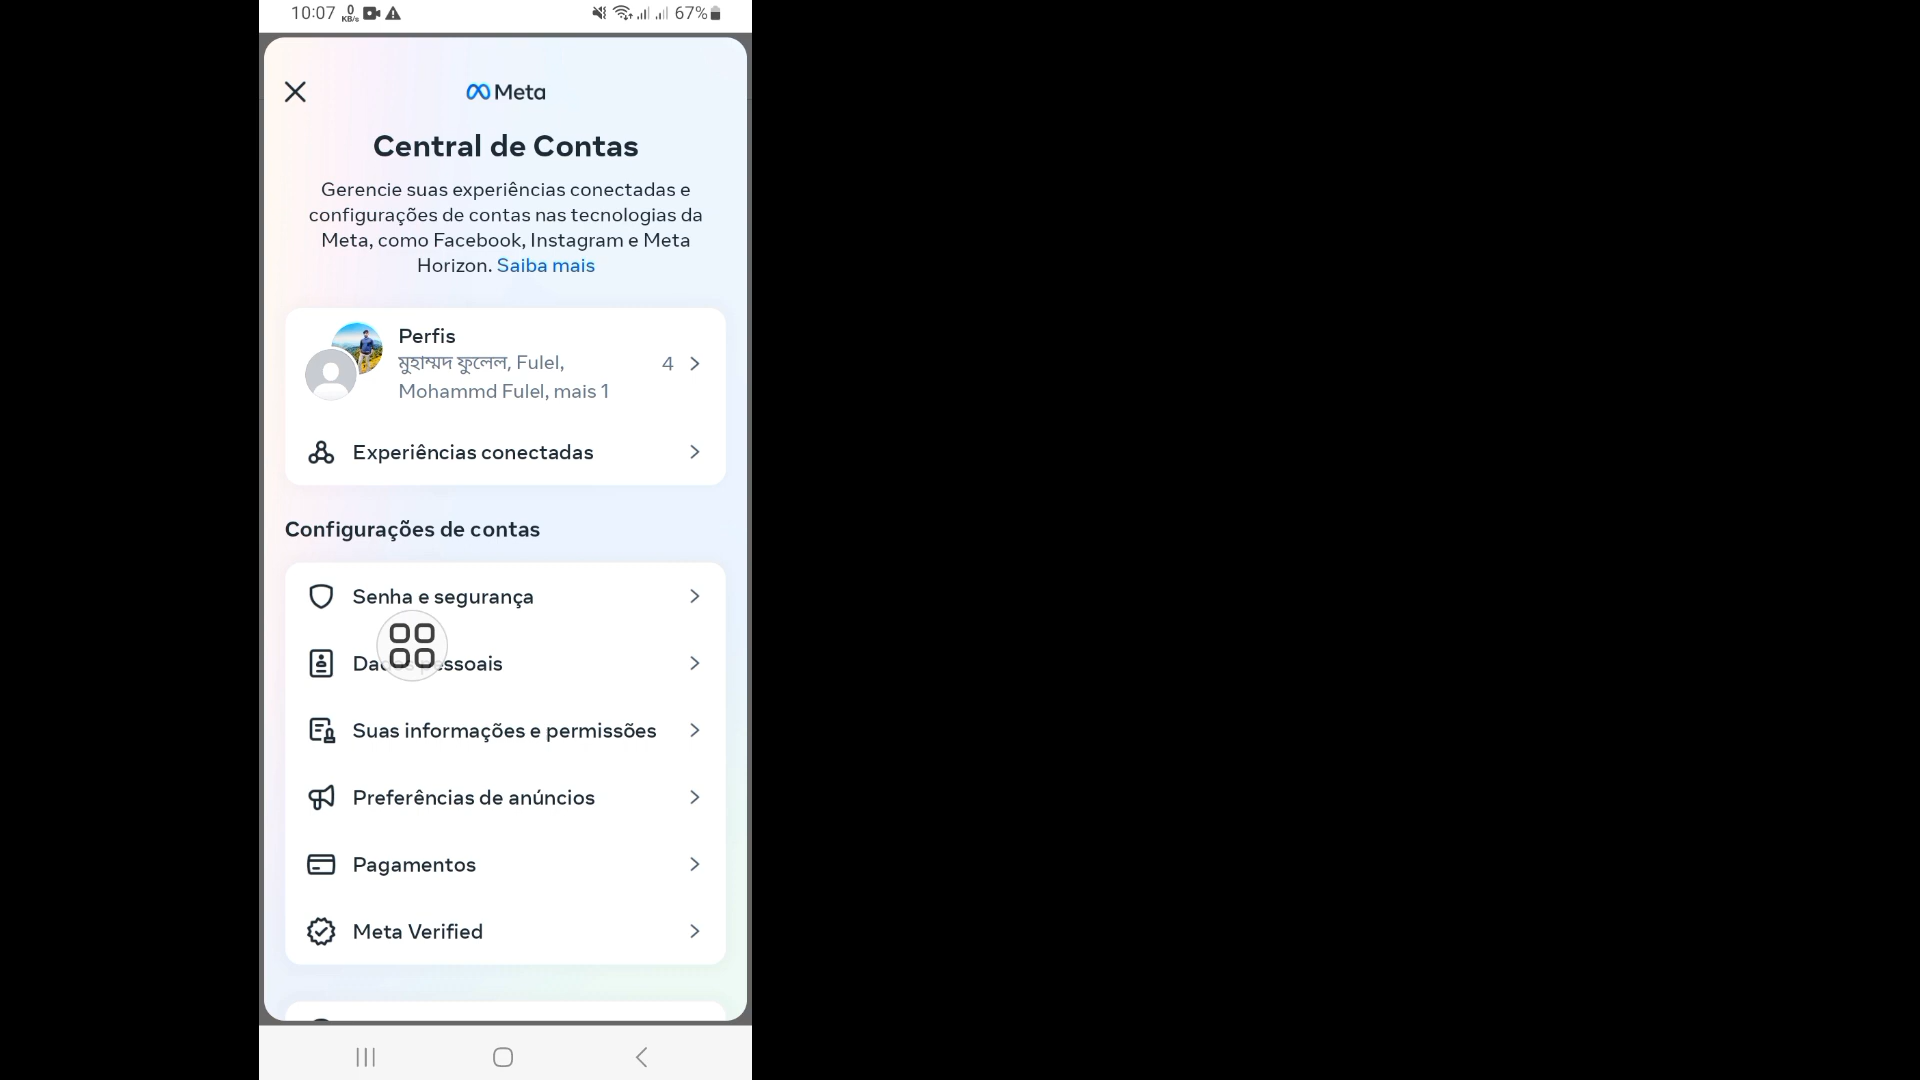 10:07 0 KB/s 67%
Meta
Central de Contas
Gerencie suas experiências conectadas e
configurações de contas nas tecnologias da
Meta, como Facebook, Instagram e Meta
Horizon. Saiba mais
Perfis
মুহাম্মদ ফুলেল, Fulel,
Mohammd Fulel, mais 1
4
Experiências conectadas
Configurações de contas
Senha e segurança
Dados pessoais
Suas informações e permissões
Preferências de anúncios
Pagamentos
Meta Verified